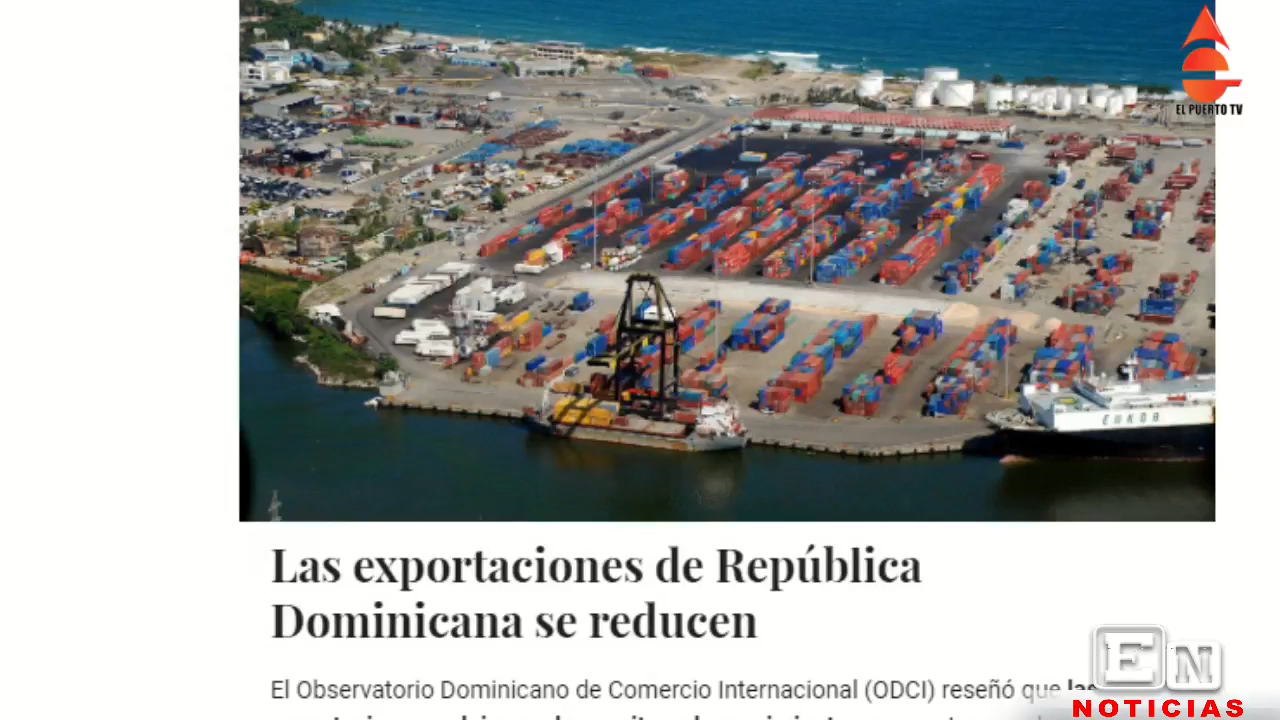 EL PUERTO TV
EUKOR
Las exportaciones de República
Dominicana se reducen
El Observatorio Dominicano de Comercio Internacional (ODCI) reseñó que las
EN
NOTICIAS